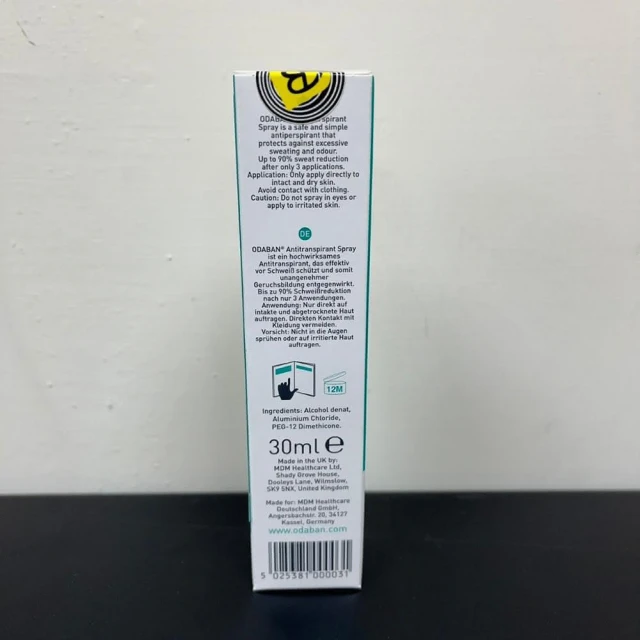 ODABAN
Spray is a safe and simple
antiperspirant that
protects against excessive
sweating and odour.
Up to 90% sweat reduction
after only 3 applications.
Application: Only apply directly to
intact and dry skin.
Avoid contact with clothing.
Caution: Do not spray in eyes or
apply to irritated skin.
DE
ODABAN® Antitranspirant Spray
ist ein hochwirksames
Antitranspirant, das effektiv
vor Schweiß schützt und somit
unangenehmer
Geruchsbildung entgegenwirkt.
Bis zu 90% Schweißreduktion
nach nur 3 Anwendungen.
Anwendung: Nur direkt auf
intakte und abgetrocknete Haut
auftragen. Direkten Kontakt mit
Kleidung vermeiden.
Vorsicht: Nicht in die Augen
sprühen oder auf irritierte Haut
auftragen.
12M
Ingredients: Alcohol denat,
Aluminium Chloride,
PEG-12 Dimethicone.
30ml e
Made in the UK by:
MDM Healthcare Ltd,
Shady Grove House,
Dooleys Lane, Wilmslow,
SK9 5NX, United Kingdom
Made for: MDM Healthcare
Deutschland GmbH,
Angersbachstr. 20, 34127
Kassel, Germany
www.odaban.com
5 025381 000031